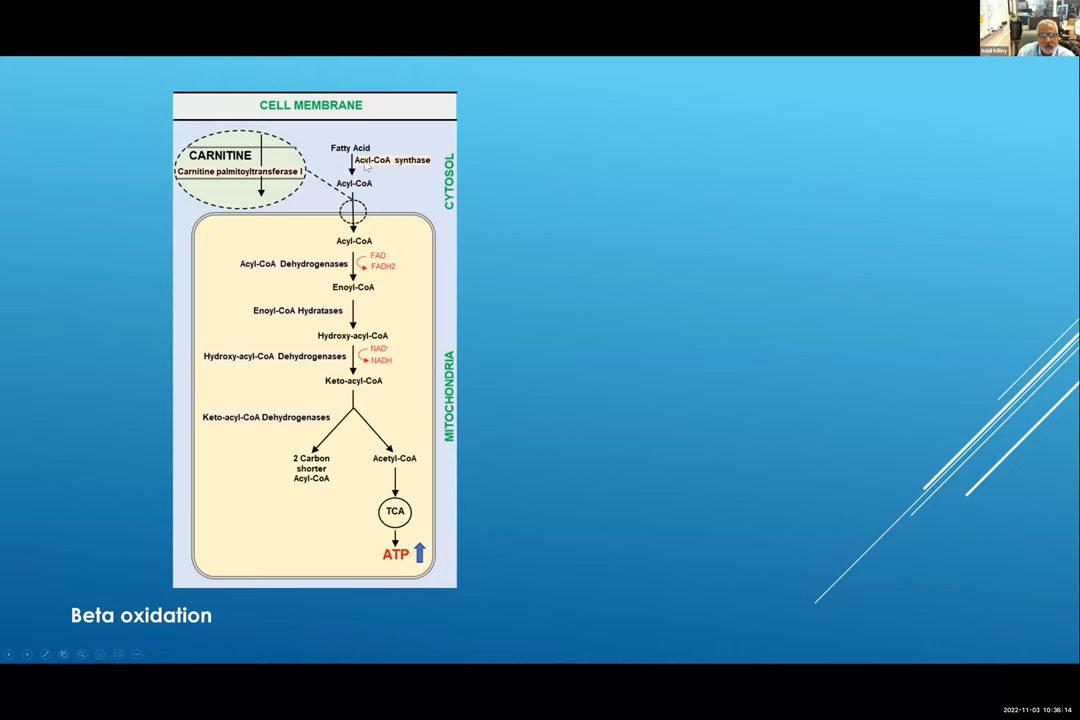 Nabil Killiny
CELL MEMBRANE
CARNITINE
Carnitine palmitoyltransferase I
Fatty Acid
Acyl-CoA synthase
Acyl-CoA
CYTOSOL
Acyl-CoA
Acyl-CoA Dehydrogenases
FAD
FADH2
Enoyl-CoA
Enoyl-CoA Hydratases
Hydroxy-acyl-CoA
Hydroxy-acyl-CoA Dehydrogenases
NAD+
NADH
Keto-acyl-CoA
MITOCHONDRIA
Keto-acyl-CoA Dehydrogenases
2 Carbon
shorter
Acyl-CoA
Acetyl-CoA
TCA
ATP
Beta oxidation
2022-11-03 10:36:14